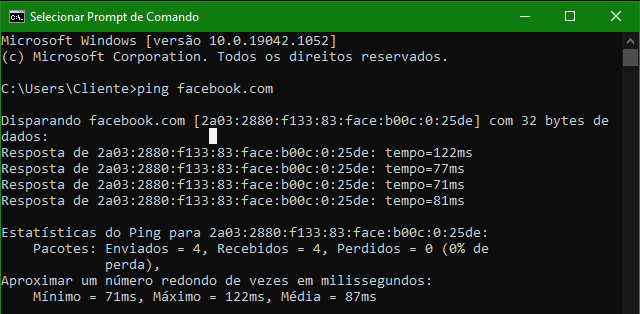 Selecionar Prompt de Comando
Microsoft Windows [versão 10.0.19042.1052]
(c) Microsoft Corporation. Todos os direitos reservados.
C:\Users\Cliente>ping facebook.com
Disparando facebook.com [2a03:2880:f133:83:face:b00c:0:25de] com 32 bytes de
dados:
Resposta de 2a03:2880:f133:83:face:b00c:0:25de: tempo=122ms
Resposta de 2a03:2880:f133:83:face:b00c:0:25de: tempo=77ms
Resposta de 2a03:2880:f133:83:face:b00c:0:25de: tempo=71ms
Resposta de 2a03:2880:f133:83:face:b00c:0:25de: tempo=81ms
Estatísticas do Ping para 2a03:2880:f133:83:face:b00c:0:25de:
Pacotes: Enviados = 4, Recebidos = 4, Perdidos = 0 (0% de
perda),
Aproximar um número redondo de vezes em milissegundos:
Mínimo = 71ms, Máximo = 122ms, Média = 87ms